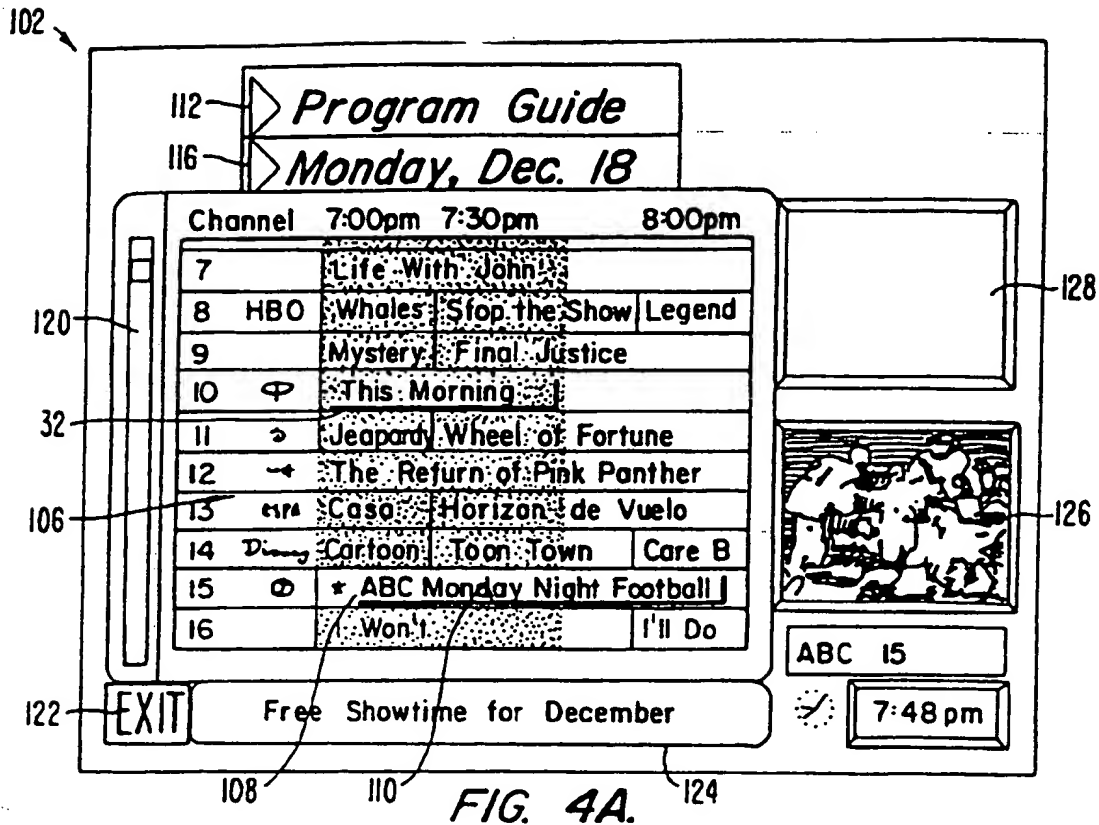 102
112 Program Guide
116 Monday, Dec. 18
Channel 7:00pm 7:30pm 8:00pm
7 Life With John
8 HBO Whales Stop the Show Legend
9 Mystery Final Justice
10 This Morning
11 Jeapardy Wheel of Fortune
12 The Return of Pink Panther
13 ESPA Casa Horizon de Vuelo
14 Disney Cartoon Toon Town Care B
15 * ABC Monday Night Football
16 I Won't I'll Do
120
32
106
128
126
ABC 15
122 EXIT Free Showtime for December 7:48 pm
108 110 124
FIG. 4A.